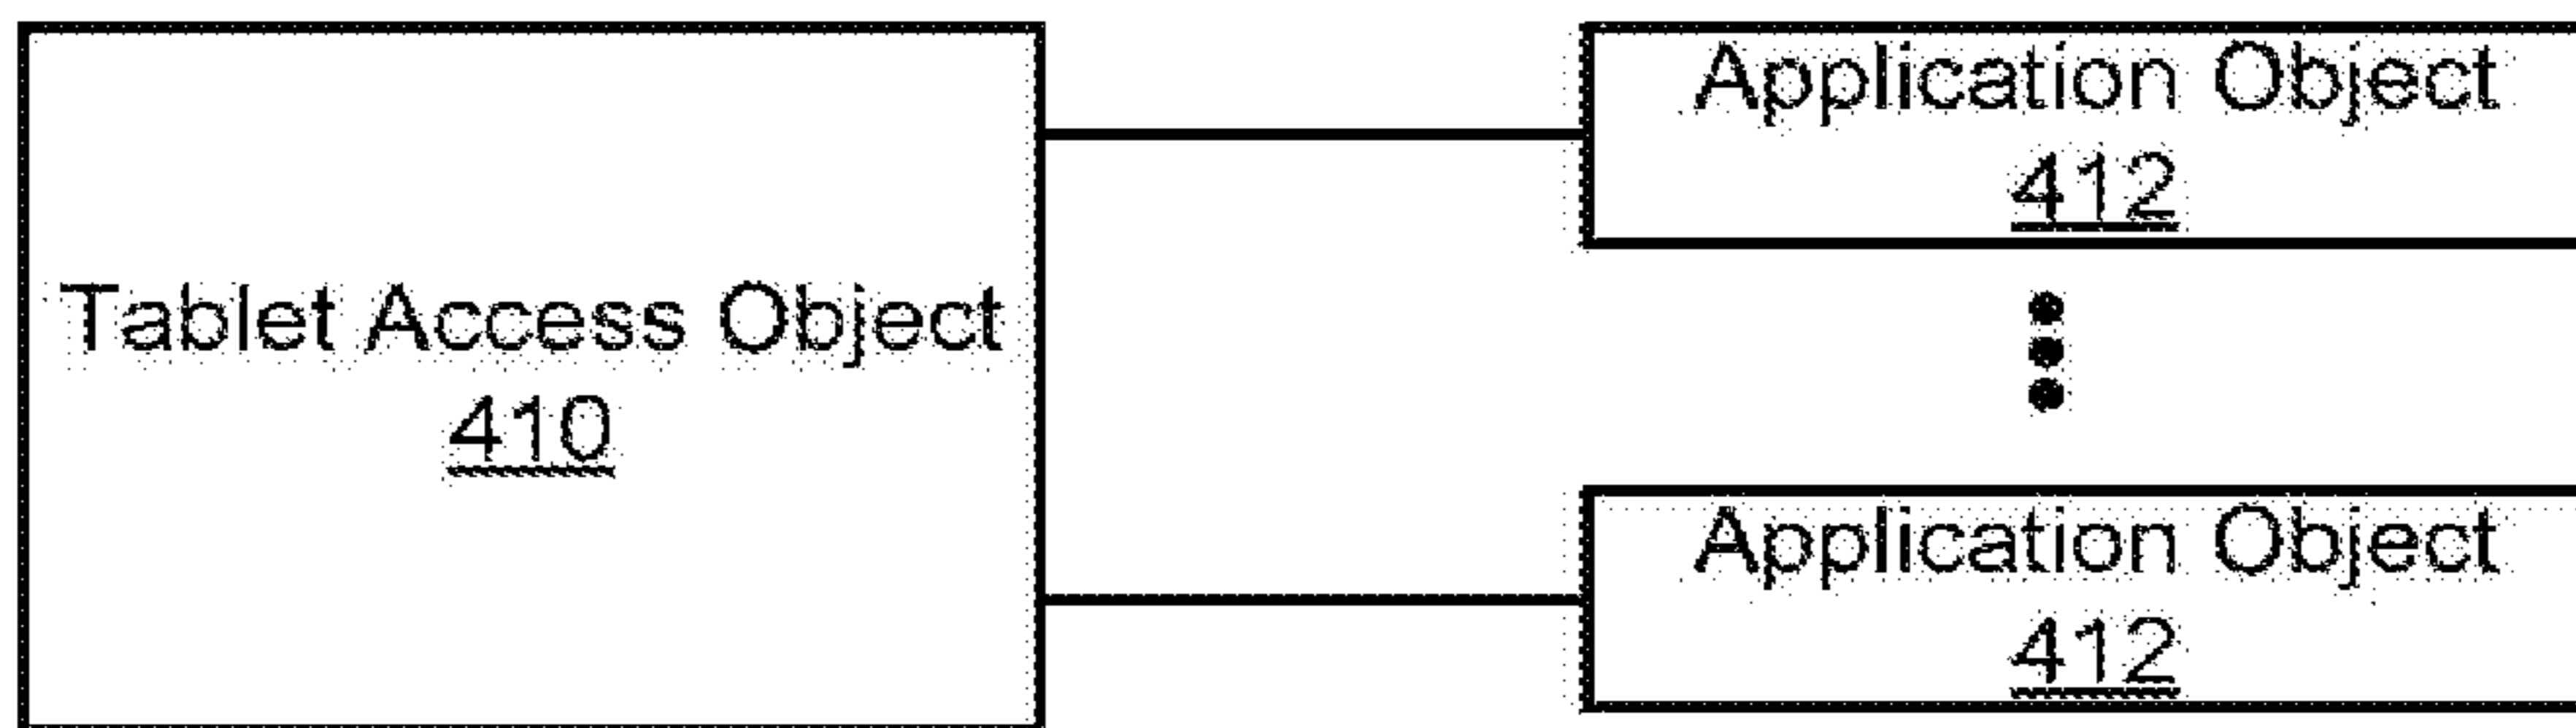 Tablet Access Object
410
Application Object
412
Application Object
412